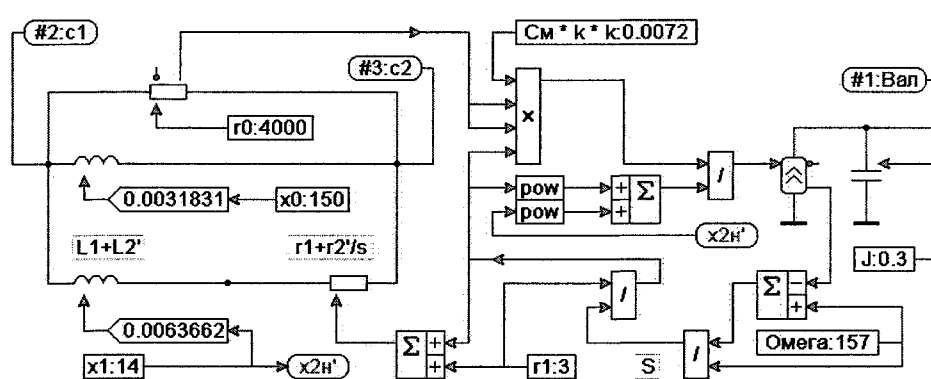 #2:c1
См * k * k:0.0072
#3:c2
#1:Вал
r0:4000
×
/
pow
+
Σ
pow
+
0.0031831
x0:150
x2н'
L1+L2'
r1+r2'/s
J:0.3
/
Σ
−
+
0.0063662
Σ
+
+
/
Омега:157
S
x1:14
x2н'
r1:3